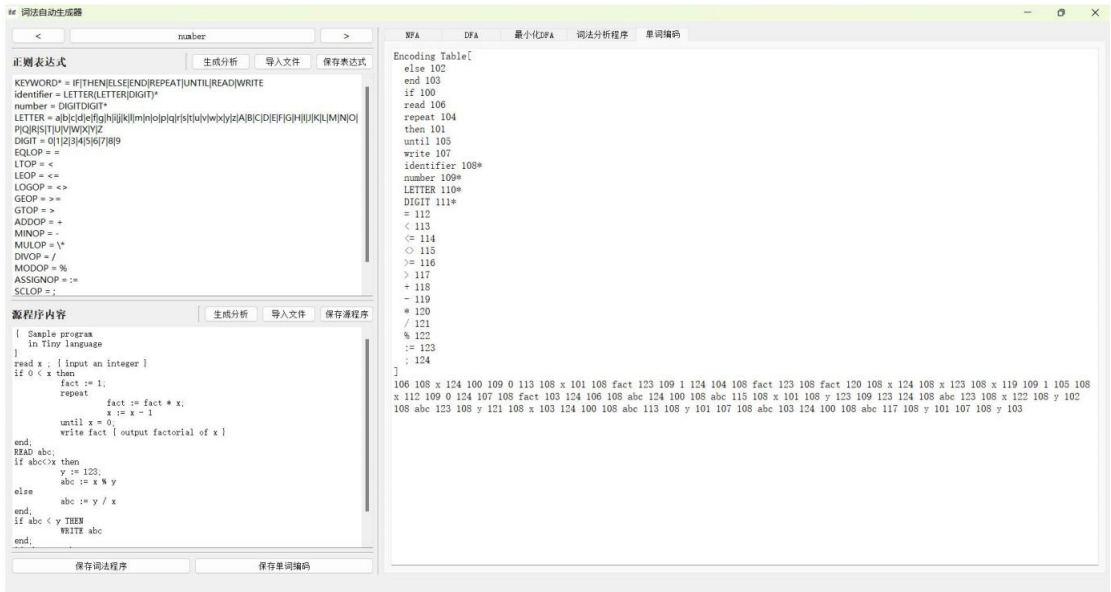 词法自动生成器
< number >
正则表达式 生成分析 导入文件 保存表达式
KEYWORD* = IF|THEN|ELSE|END|REPEAT|UNTIL|READ|WRITE
identifier = LETTER(LETTER|DIGIT)*
number = DIGITDIGIT*
LETTER = a|b|c|d|e|f|g|h|i|j|k|l|m|n|o|p|q|r|s|t|u|v|w|x|y|z|A|B|C|D|E|F|G|H|I|J|K|L|M|N|O|
P|Q|R|S|T|U|V|W|X|Y|Z
DIGIT = 0|1|2|3|4|5|6|7|8|9
EQLOP = =
LTOP = <
LEOP = <=
LOGOP = <>
GEOP = >=
GTOP = >
ADDOP = +
MINOP = -
MULOP = \*
DIVOP = /
MODOP = %
ASSIGNOP = :=
SCLOP = ;
源程序内容 生成分析 导入文件 保存源程序
{ Sample program
in Tiny language
}
read x ; { input an integer }
if 0 < x then
fact := 1;
repeat
fact := fact * x;
x := x - 1
until x = 0;
write fact { output factorial of x }
end;
READ abc;
if abc<>x then
y := 123;
abc := x % y
else
abc := y / x
end;
if abc < y THEN
WRITE abc
end;
保存词法程序 保存单词编码
NFA DFA 最小化DFA 词法分析程序 单词编码
Encoding Table[
else 102
end 103
if 100
read 106
repeat 104
then 101
until 105
write 107
identifier 108*
number 109*
LETTER 110*
DIGIT 111*
= 112
< 113
<= 114
<> 115
>= 116
> 117
+ 118
- 119
* 120
/ 121
% 122
:= 123
; 124
]
106 108 x 124 100 109 0 113 108 x 101 108 fact 123 109 1 124 104 108 fact 123 108 fact 120 108 x 124 108 x 123 108 x 119 109 1 105 108
x 112 109 0 124 107 108 fact 103 124 106 108 abc 124 100 108 abc 115 108 x 101 108 y 123 109 123 124 108 abc 123 108 x 122 108 y 102
108 abc 123 108 y 121 108 x 103 124 100 108 abc 113 108 y 101 107 108 abc 103 124 100 108 abc 117 108 y 101 107 108 y 103